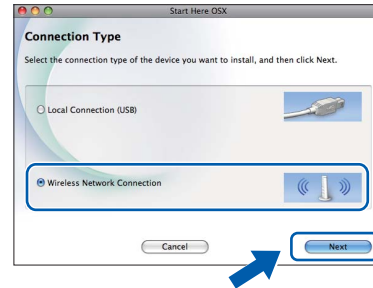 Start Here OSX
Connection Type
Select the connection type of the device you want to install, and then click Next.
Local Connection (USB)
Wireless Network Connection
Cancel
Next